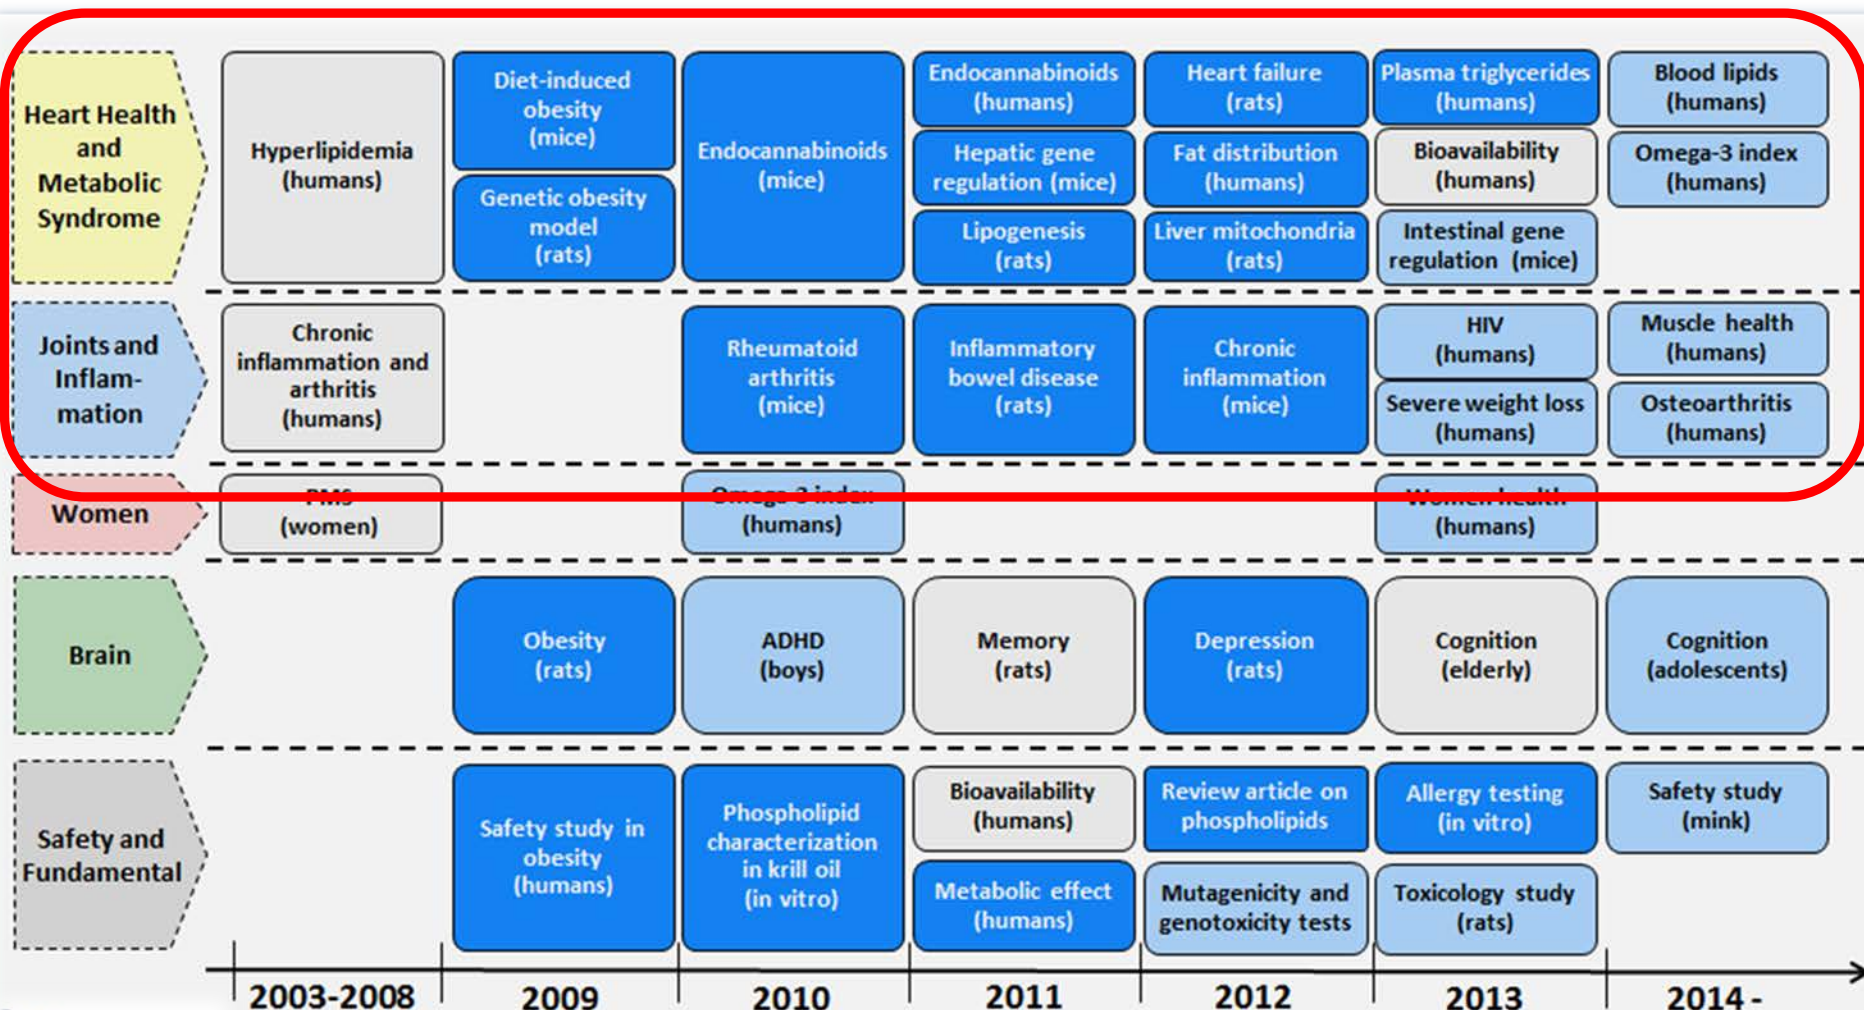 Heart Health
and
Metabolic
Syndrome
Hyperlipidemia
(humans)
Diet-induced
obesity
(mice)
Genetic obesity
model
(rats)
Endocannabinoids
(mice)
Endocannabinoids
(humans)
Hepatic gene
regulation (mice)
Lipogenesis
(rats)
Heart failure
(rats)
Fat distribution
(humans)
Liver mitochondria
(rats)
Plasma triglycerides
(humans)
Bioavailability
(humans)
Intestinal gene
regulation (mice)
Blood lipids
(humans)
Omega-3 index
(humans)
Joints and
Inflam-
mation
Chronic
inflammation and
arthritis
(humans)
Rheumatoid
arthritis
(mice)
Inflammatory
bowel disease
(rats)
Chronic
inflammation
(mice)
HIV
(humans)
Severe weight loss
(humans)
Muscle health
(humans)
Osteoarthritis
(humans)
Women
PMS
(women)
Omega-3 index
(humans)
Women health
(humans)
Brain
Obesity
(rats)
ADHD
(boys)
Memory
(rats)
Depression
(rats)
Cognition
(elderly)
Cognition
(adolescents)
Safety and
Fundamental
Safety study in
obesity
(humans)
Phospholipid
characterization
in krill oil
(in vitro)
Bioavailability
(humans)
Metabolic effect
(humans)
Review article on
phospholipids
Mutagenicity and
genotoxicity tests
Allergy testing
(in vitro)
Toxicology study
(rats)
Safety study
(mink)
2003-2008
2009
2010
2011
2012
2013
2014 -